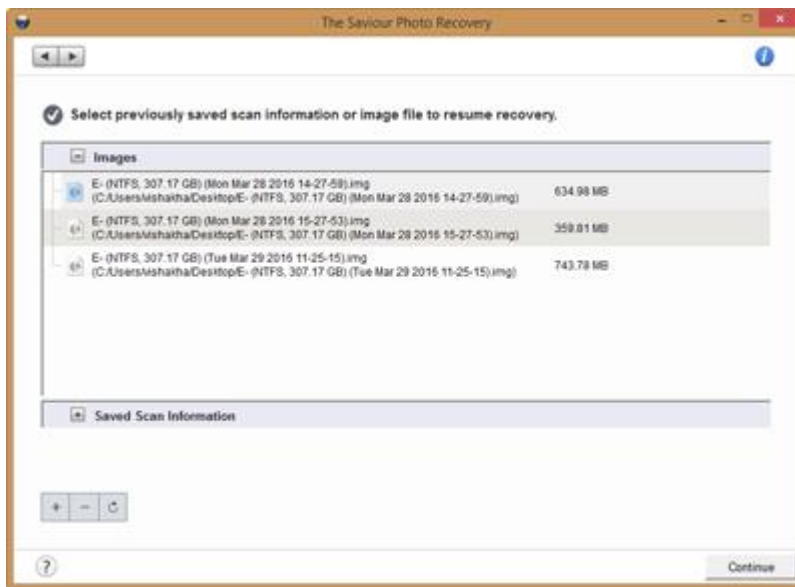 The Saviour Photo Recovery
Select previously saved scan information or image file to resume recovery.
Images
E- (NTFS, 307.17 GB) (Mon Mar 28 2016 14-27-59).img
(C:/Users/vishakha/Desktop/E- (NTFS, 307.17 GB) (Mon Mar 28 2016 14-27-59).img)
634.98 MB
E- (NTFS, 307.17 GB) (Mon Mar 28 2016 15-27-53).img
(C:/Users/vishakha/Desktop/E- (NTFS, 307.17 GB) (Mon Mar 28 2016 15-27-53).img)
359.81 MB
E- (NTFS, 307.17 GB) (Tue Mar 29 2016 11-25-15).img
(C:/Users/vishakha/Desktop/E- (NTFS, 307.17 GB) (Tue Mar 29 2016 11-25-15).img)
743.78 MB
Saved Scan Information
Continue